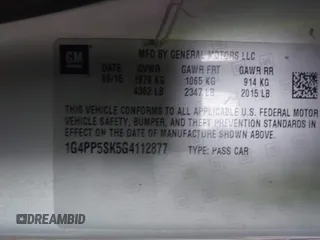 GM
MFD BY GENERAL MOTORS LLC
DATE GVWR GAWR FRT GAWR RR
1979 KG 1065 KG 914 KG
4362 LB 2347 LB 2015 LB
THIS VEHICLE CONFORMS TO ALL APPLICABLE U.S. FEDERAL MOTOR
VEHICLE SAFETY, BUMPER, AND THEFT PREVENTION STANDARDS
IN EFFECT ON THE DATE OF MANUFACTURE SHOWN ABOVE.
1G4PP5SK5G4112877 TYPE: PASS CAR
DREAMBID